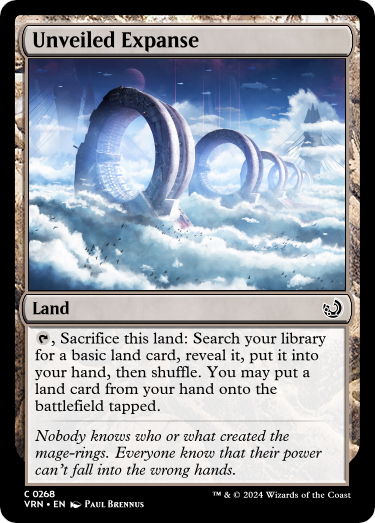 Unveiled Expanse
Land
, Sacrifice this land: Search your library
for a basic land card, reveal it, put it into
your hand, then shuffle. You may put a
land card from your hand onto the
battlefield tapped.
Nobody knows who or what created the
mage-rings. Everyone know that their power
can't fall into the wrong hands.
C 0268
VRN • EN Paul Brennus
™ & © 2024 Wizards of the Coast